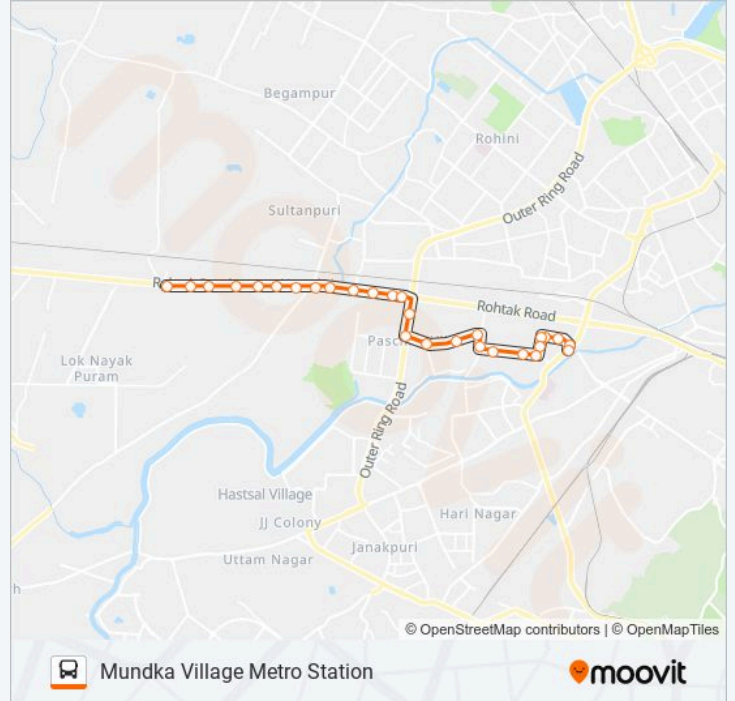 Begampur
Rohini
Outer Ring Road
Sultanpuri
Rohtak Road
Lok Nayak
Puram
Outer Ring Road
Hastsal Village
JJ Colony
Hari Nagar
Janakpuri
Uttam Nagar
h
© OpenStreetMap contributors | © OpenMapTiles
Mundka Village Metro Station
moovit